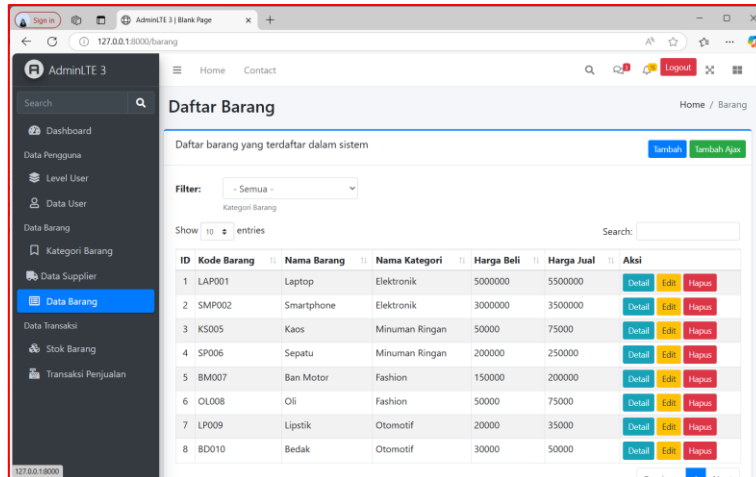 Sign in AdminLTE 3 | Blank Page
127.0.0.1:8000/barang
AdminLTE 3
Home Contact
Logout
Search
Daftar Barang
Home / Barang
Dashboard
Data Pengguna
Level User
Data User
Data Barang
Kategori Barang
Data Supplier
Data Barang
Data Transaksi
Stok Barang
Transaksi Penjualan
Daftar barang yang terdaftar dalam sistem
Tambah Tambah Ajax
Filter: - Semua -
Kategori Barang
Show 10 entries Search:
ID Kode Barang Nama Barang Nama Kategori Harga Beli Harga Jual Aksi
1 LAP001 Laptop Elektronik 5000000 5500000 Detail Edit Hapus
2 SMP002 Smartphone Elektronik 3000000 3500000 Detail Edit Hapus
3 KS005 Kaos Minuman Ringan 50000 75000 Detail Edit Hapus
4 SP006 Sepatu Minuman Ringan 200000 250000 Detail Edit Hapus
5 BM007 Ban Motor Fashion 150000 200000 Detail Edit Hapus
6 OL008 Oli Fashion 50000 75000 Detail Edit Hapus
7 LP009 Lipstik Otomotif 20000 35000 Detail Edit Hapus
8 BD010 Bedak Otomotif 30000 50000 Detail Edit Hapus
127.0.0.1:8000